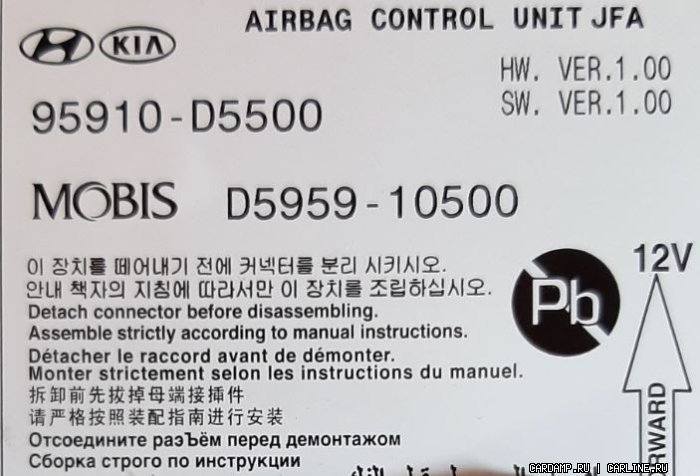 AIRBAG CONTROL UNIT JFA
HYUNDAI KIA
HW. VER.1.00
SW. VER.1.00
95910-D5500
MOBIS D5959-10500
이 장치를 떼어내기 전에 커넥터를 분리 시키시오.
안내 책자의 지침에 따라서만 이 장치를 조립하십시오.
Detach connector before disassembling.
Assemble strictly according to manual instructions.
Détacher le raccord avant de démonter.
Monter strictement selon les instructions du manuel.
拆卸前先拔掉母端接插件
请严格按照装配指南进行安装
Отсоедините разЪём перед демонтажом
Сборка строго по инструкции
Pb
12V
WARD
CARDAMP.RU | CARLINE.RU